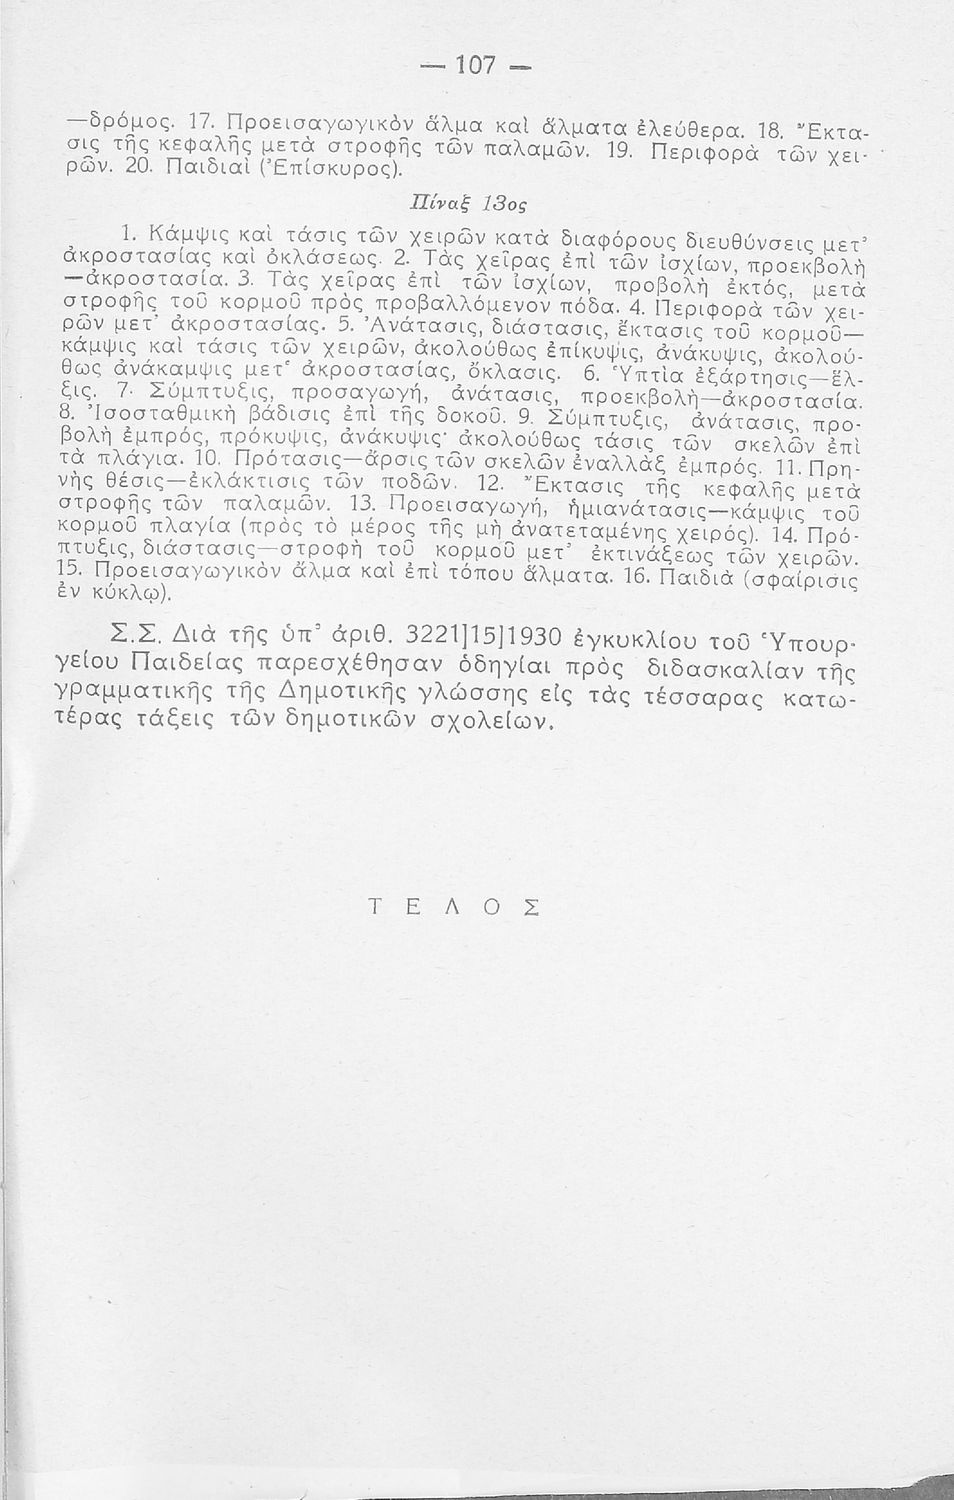 — 107 —
—δρόμος. 17. Προεισαγωγικὸν ἅλμα καὶ ἅλματα ἐλεύθερα. 18. Ἔκτα-
σις τῆς κεφαλῆς μετὰ στροφῆς τῶν παλαμῶν. 19. Περιφορὰ τῶν χει-
ρῶν. 20. Παιδιαὶ (Ἐπίσκυρος).
Πίναξ 13ος
1. Κάμψις καὶ τάσις τῶν χειρῶν κατὰ διαφόρους διευθύνσεις μετ᾽
ἀκροστασίας καὶ ὀκλάσεως. 2. Τὰς χεῖρας ἐπὶ τῶν ἰσχίων, προεκβολὴ
—ἀκροστασία. 3. Τὰς χεῖρας ἐπὶ τῶν ἰσχίων, προβολὴ ἐκτός, μετὰ
στροφῆς τοῦ κορμοῦ πρὸς προβαλλόμενον πόδα. 4. Περιφορὰ τῶν χει-
ρῶν μετ᾽ ἀκροστασίας. 5. Ἀνάτασις, διάστασις, ἔκτασις τοῦ κορμοῦ—
κάμψις καὶ τάσις τῶν χειρῶν, ἀκολούθως ἐπίκυψις, ἀνάκυψις, ἀκολού-
θως ἀνάκαμψις μετ᾽ ἀκροστασίας, ὄκλασις. 6. Ὑπτία ἐξάρτησις—ἕλ-
ξις. 7. Σύμπτυξις, προσαγωγή, ἀνάτασις, προεκβολὴ—ἀκροστασία.
8. Ἰσοσταθμικὴ βάδισις ἐπὶ τῆς δοκοῦ. 9. Σύμπτυξις, ἀνάτασις, προ-
βολὴ ἐμπρός, πρόκυψις, ἀνάκυψις· ἀκολούθως τάσις τῶν σκελῶν ἐπὶ
τὰ πλάγια. 10. Πρότασις—ἄρσις τῶν σκελῶν ἐναλλὰξ ἐμπρός. 11. Πρη-
νὴς θέσις—ἐκλάκτισις τῶν ποδῶν. 12. Ἔκτασις τῆς κεφαλῆς μετὰ
στροφῆς τῶν παλαμῶν. 13. Προεισαγωγή, ἡμιανάτασις—κάμψις τοῦ
κορμοῦ πλαγία (πρὸς τὸ μέρος τῆς μὴ ἀνατεταμένης χειρός). 14. Πρό-
πτυξις, διάστασις—στροφὴ τοῦ κορμοῦ μετ᾽ ἐκτινάξεως τῶν χειρῶν.
15. Προεισαγωγικὸν ἅλμα καὶ ἐπὶ τόπου ἅλματα. 16. Παιδιὰ (σφαίρισις
ἐν κύκλῳ).
Σ.Σ. Διὰ τῆς ὑπ᾽ ἀριθ. 3221]15]1930 ἐγκυκλίου τοῦ Ὑπουρ-
γείου Παιδείας παρεσχέθησαν ὁδηγίαι πρὸς διδασκαλίαν τῆς
γραμματικῆς τῆς Δημοτικῆς γλώσσης εἰς τὰς τέσσαρας κατω-
τέρας τάξεις τῶν δημοτικῶν σχολείων.
ΤΕΛΟΣ